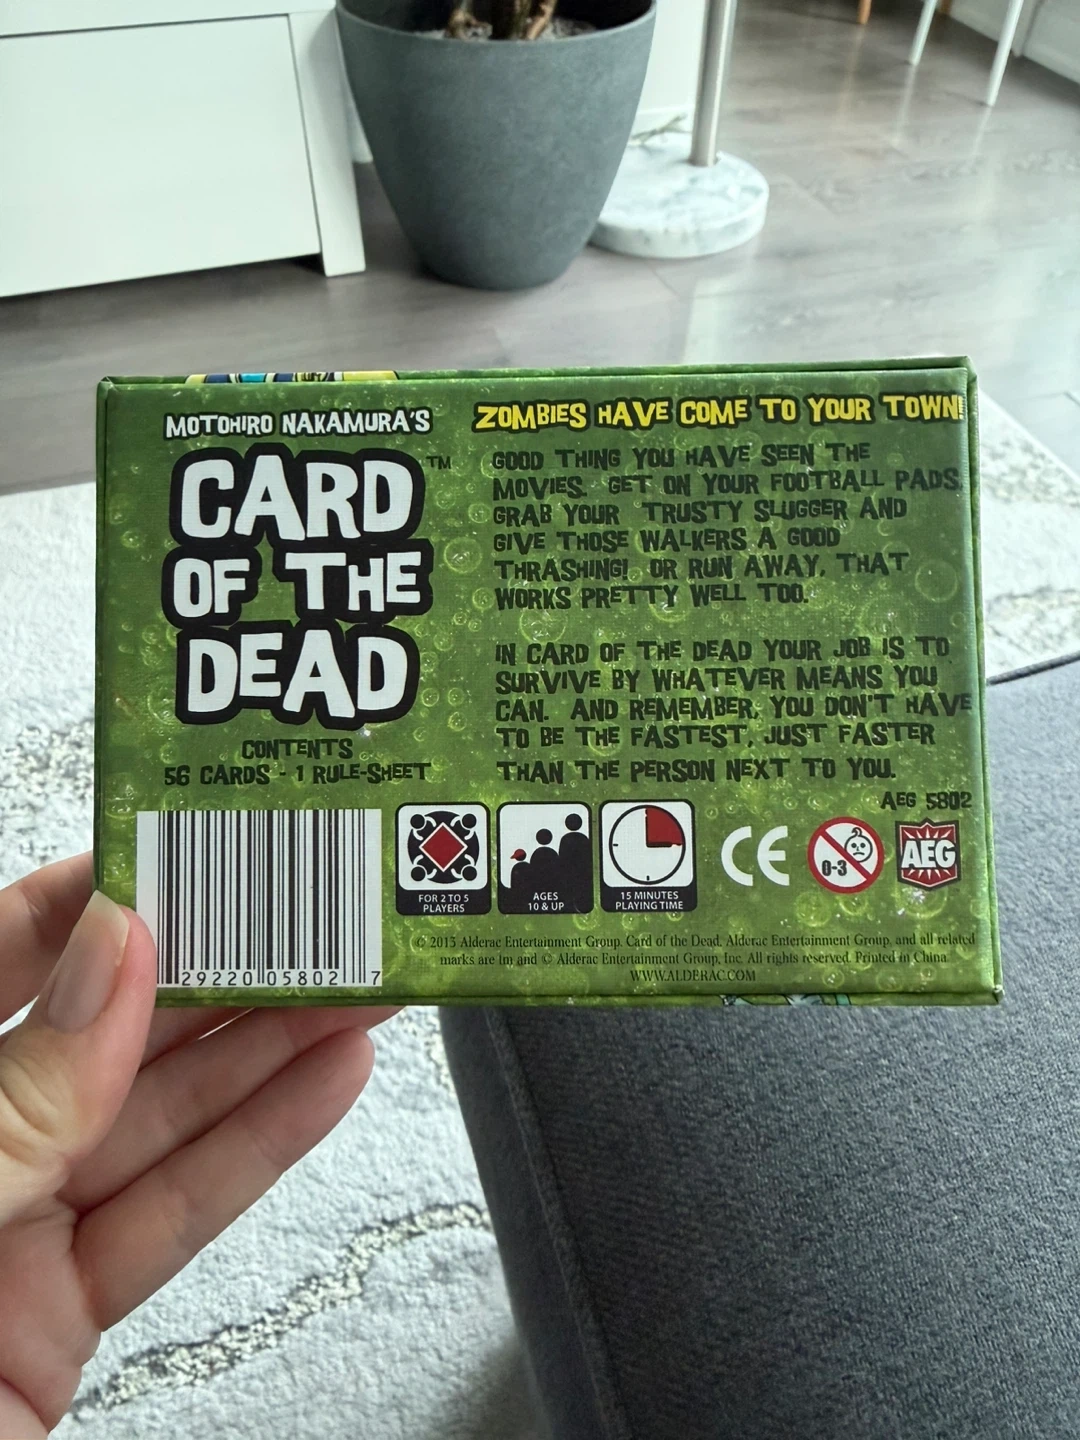 MOTOHIRO NAKAMURA'S
CARD
OF THE
DEAD™
CONTENTS
56 CARDS - 1 RULE-SHEET
ZOMBIES HAVE COME TO YOUR TOWN!
GOOD THING YOU HAVE SEEN THE
MOVIES. GET ON YOUR FOOTBALL PADS,
GRAB YOUR TRUSTY SLUGGER AND
GIVE THOSE WALKERS A GOOD
THRASHING! OR RUN AWAY, THAT
WORKS PRETTY WELL TOO.
IN CARD OF THE DEAD YOUR JOB IS TO
SURVIVE BY WHATEVER MEANS YOU
CAN. AND REMEMBER, YOU DON'T HAVE
TO BE THE FASTEST, JUST FASTER
THAN THE PERSON NEXT TO YOU.
AEG 5802
29220 05802 7
FOR 2 TO 5
PLAYERS
AGES
10 & UP
15 MINUTES
PLAYING TIME
CE
0-3
AEG
© 2013 Alderac Entertainment Group. Card of the Dead, Alderac Entertainment Group, and all related
marks are tm and © Alderac Entertainment Group, Inc. All rights reserved. Printed in China.
WWW.ALDERAC.COM